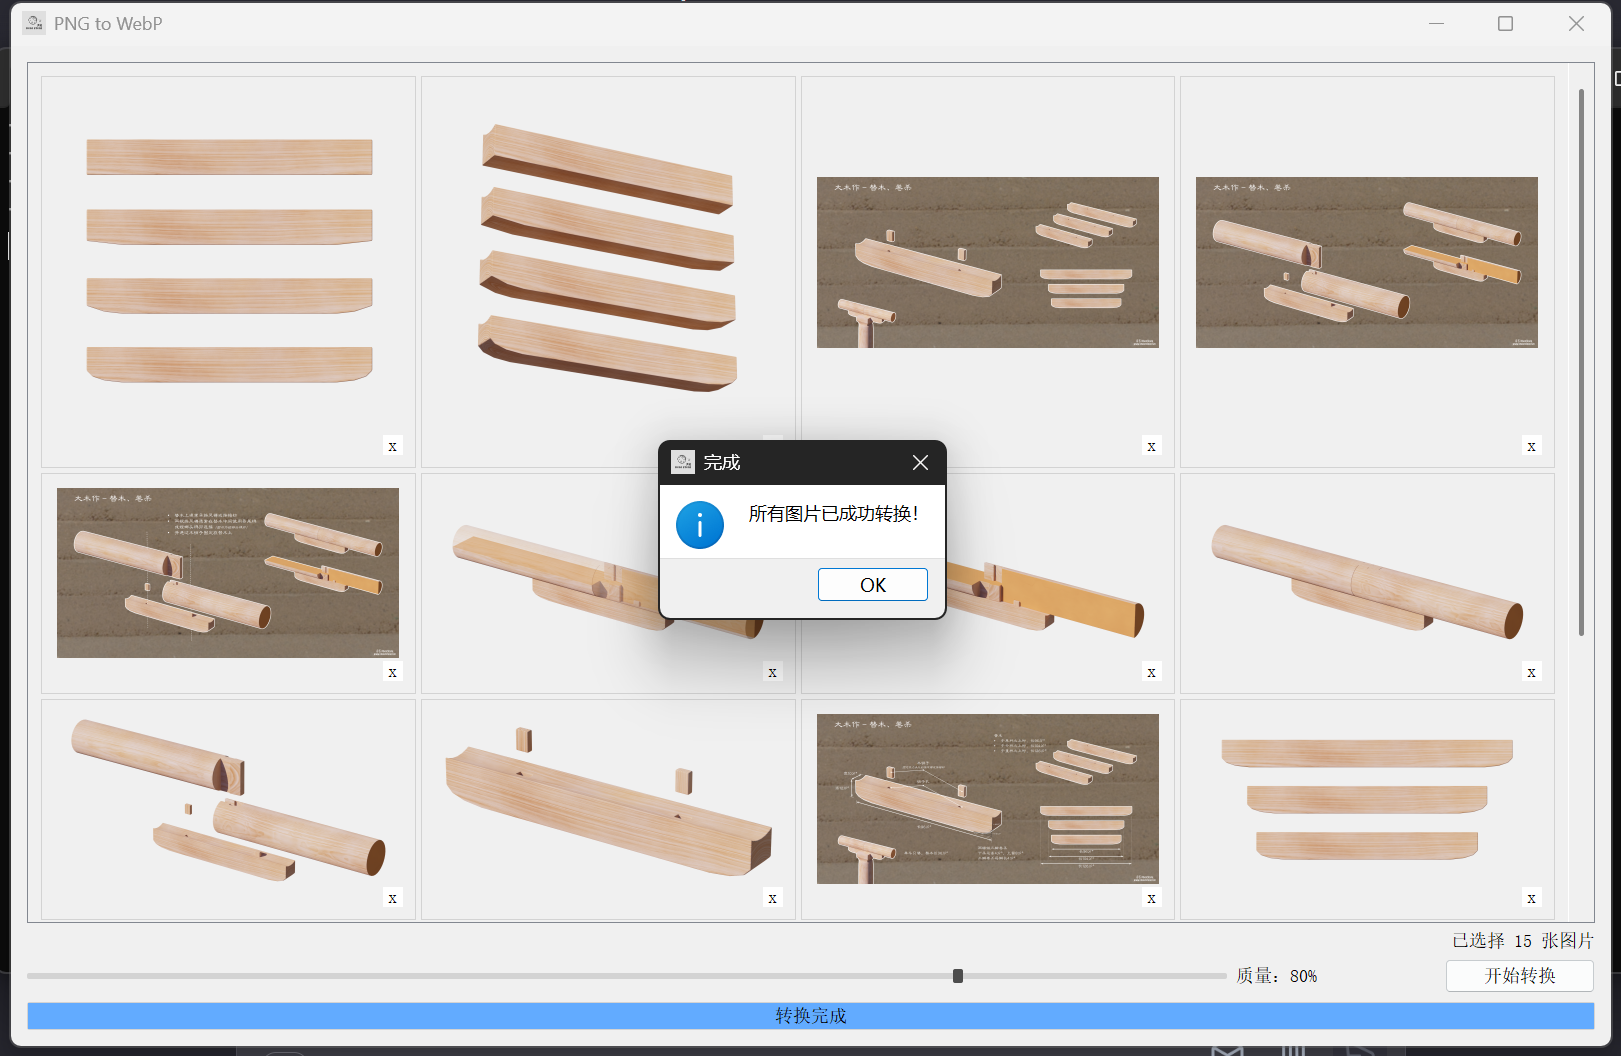 PNG to WebP
大木作－替木、卷杀
大木作－替木、卷杀
x
x
x
完成
所有图片已成功转换！
OK
大木作－替木、卷杀
x
x
x
x
大木作－替木、卷杀
x
x
x
x
已选择 15 张图片
质量：80%
开始转换
转换完成